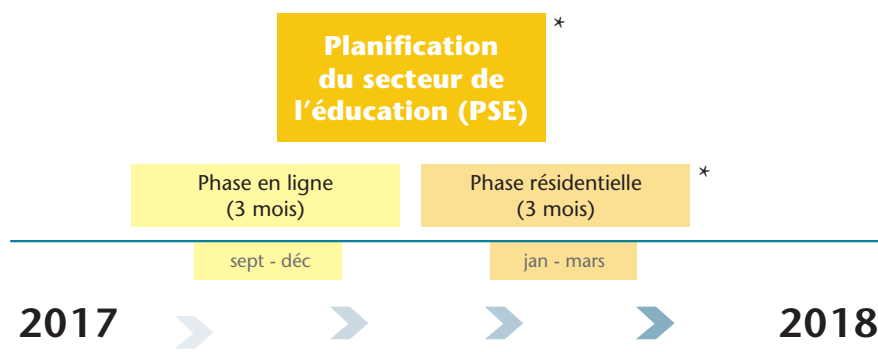 Planification *
du secteur de
l’éducation (PSE)
Phase en ligne
(3 mois)
Phase résidentielle *
(3 mois)
sept - déc
jan - mars
2017
2018